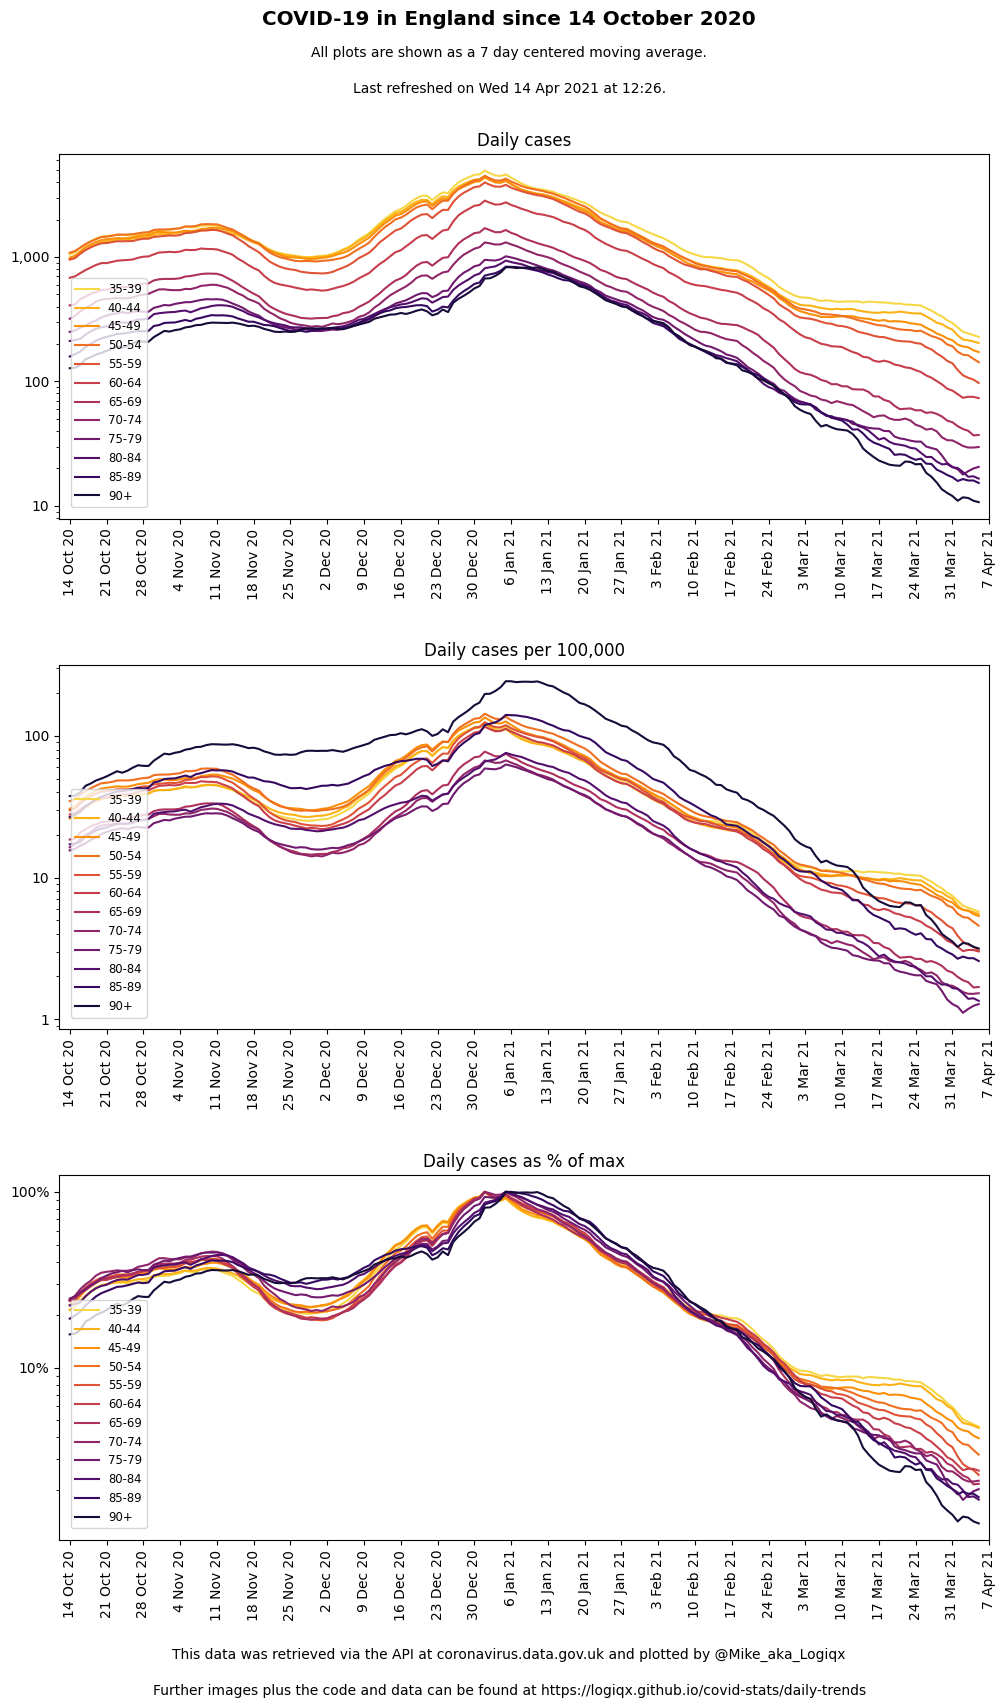 COVID-19 in England since 14 October 2020
All plots are shown as a 7 day centered moving average.
Last refreshed on Wed 14 Apr 2021 at 12:26.
Daily cases
1,000
100
10
35-39
40-44
45-49
50-54
55-59
60-64
65-69
70-74
75-79
80-84
85-89
90+
14 Oct 20
21 Oct 20
28 Oct 20
4 Nov 20
11 Nov 20
18 Nov 20
25 Nov 20
2 Dec 20
9 Dec 20
16 Dec 20
23 Dec 20
30 Dec 20
6 Jan 21
13 Jan 21
20 Jan 21
27 Jan 21
3 Feb 21
10 Feb 21
17 Feb 21
24 Feb 21
3 Mar 21
10 Mar 21
17 Mar 21
24 Mar 21
31 Mar 21
7 Apr 21
Daily cases per 100,000
100
10
1
35-39
40-44
45-49
50-54
55-59
60-64
65-69
70-74
75-79
80-84
85-89
90+
14 Oct 20
21 Oct 20
28 Oct 20
4 Nov 20
11 Nov 20
18 Nov 20
25 Nov 20
2 Dec 20
9 Dec 20
16 Dec 20
23 Dec 20
30 Dec 20
6 Jan 21
13 Jan 21
20 Jan 21
27 Jan 21
3 Feb 21
10 Feb 21
17 Feb 21
24 Feb 21
3 Mar 21
10 Mar 21
17 Mar 21
24 Mar 21
31 Mar 21
7 Apr 21
Daily cases as % of max
100%
10%
35-39
40-44
45-49
50-54
55-59
60-64
65-69
70-74
75-79
80-84
85-89
90+
14 Oct 20
21 Oct 20
28 Oct 20
4 Nov 20
11 Nov 20
18 Nov 20
25 Nov 20
2 Dec 20
9 Dec 20
16 Dec 20
23 Dec 20
30 Dec 20
6 Jan 21
13 Jan 21
20 Jan 21
27 Jan 21
3 Feb 21
10 Feb 21
17 Feb 21
24 Feb 21
3 Mar 21
10 Mar 21
17 Mar 21
24 Mar 21
31 Mar 21
7 Apr 21
This data was retrieved via the API at coronavirus.data.gov.uk and plotted by @Mike_aka_Logiqx
Further images plus the code and data can be found at https://logiqx.github.io/covid-stats/daily-trends